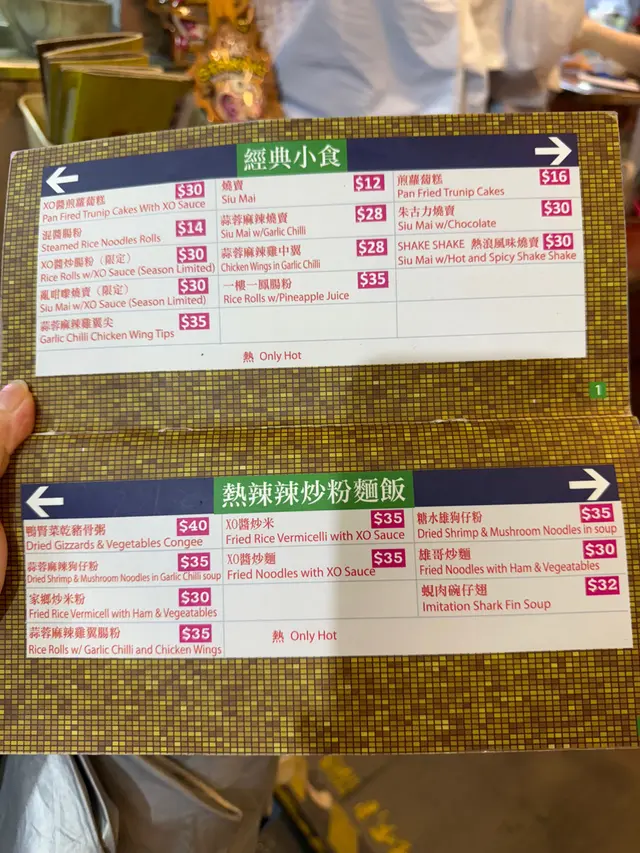 經典小食
XO醬煎蘿蔔糕 $30
Pan Fired Trunip Cakes With XO Sauce
混醬腸粉 $14
Steamed Rice Noodles Rolls
XO醬炒腸粉（限定） $30
Rice Rolls w/XO Sauce (Season Limited)
亂咁嚟燒賣（限定） $30
Siu Mai w/XO Sauce (Season Limited)
蒜蓉麻辣雞翼尖 $35
Garlic Chilli Chicken Wing Tips
燒賣 $12
Siu Mai
蒜蓉麻辣燒賣 $28
Siu Mai w/Garlic Chilli
蒜蓉麻辣雞中翼 $28
Chicken Wings in Garlic Chilli
一樓一鳳腸粉 $35
Rice Rolls w/Pineapple Juice
煎蘿蔔糕 $16
Pan Fried Trunip Cakes
朱古力燒賣 $30
Siu Mai w/Chocolate
SHAKE SHAKE 熱浪風味燒賣 $30
Siu Mai w/Hot and Spicy Shake Shake
熱 Only Hot
1
熱辣辣炒粉麵飯
鴨腎菜乾豬骨粥 $40
Dried Gizzards & Vegetables Congee
蒜蓉麻辣狗仔粉 $35
Dried Shrimp & Mushroom Noodles in Garlic Chilli soup
家鄉炒米粉 $30
Fried Rice Vermicell with Ham & Vegeatables
蒜蓉麻辣雞翼腸粉 $35
Rice Rolls w/ Garlic Chilli and Chicken Wings
XO醬炒米 $35
Fried Rice Vermicelli with XO Sauce
XO醬炒麵 $35
Fried Noodles with XO Sauce
糖水雄狗仔粉 $35
Dried Shrimp & Mushroom Noodles in soup
雄哥炒麵 $30
Fried Noodles with Ham & Vegeatables
蜆肉碗仔翅 $32
Imitation Shark Fin Soup
熱 Only Hot